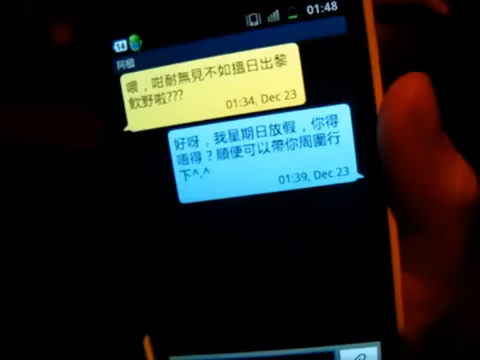 01:48
14
阿檄
喂，咁耐無見不如搵日出黎
飲野啦???
01:34, Dec 23
好呀，我星期日放假，你得
唔得？順便可以帶你周圍行
下^.^
01:39, Dec 23